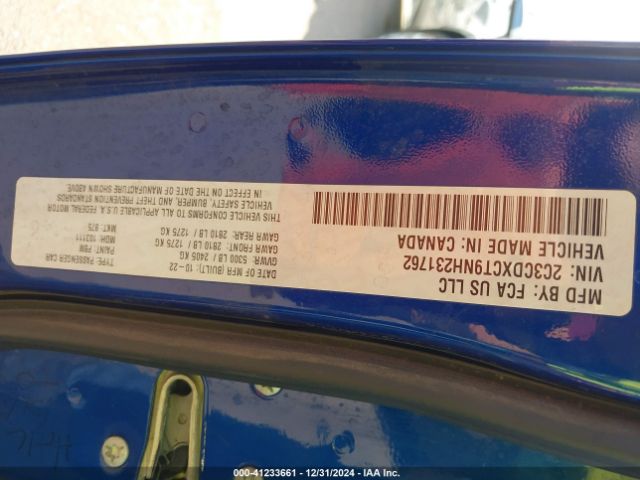 MFD BY: FCA US LLC
VIN: 2C3CDXCT9NH231762
VEHICLE MADE IN: CANADA
DATE OF MFR (BUILT): 10-22
GAWR FRONT: 2810 LB / 1275 KG
GAWR REAR: 2810 LB / 1275 KG
5300 LB / 2405 KG
THIS VEHICLE CONFORMS TO ALL APPLICABLE U.S.A. FEDERAL MOTOR
VEHICLE SAFETY, BUMPER, AND THEFT PREVENTION STANDARDS
IN EFFECT ON THE DATE OF MANUFACTURE SHOWN ABOVE.
TYPE: PASSENGER CAR
PAINT: PBM
MDH: 103111
MKT: 875
000-41233661 - 12/31/2024 - IAA Inc.